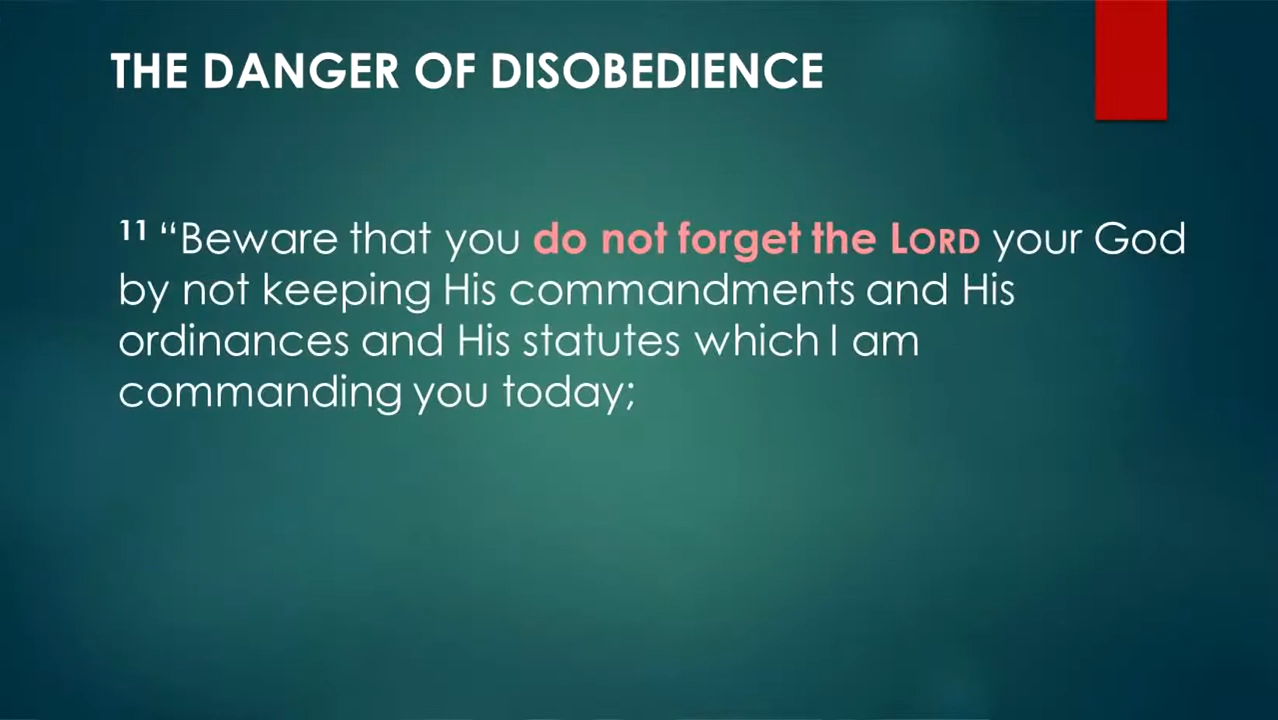 THE DANGER OF DISOBEDIENCE
11 “Beware that you do not forget the LORD your God
by not keeping His commandments and His
ordinances and His statutes which I am
commanding you today;